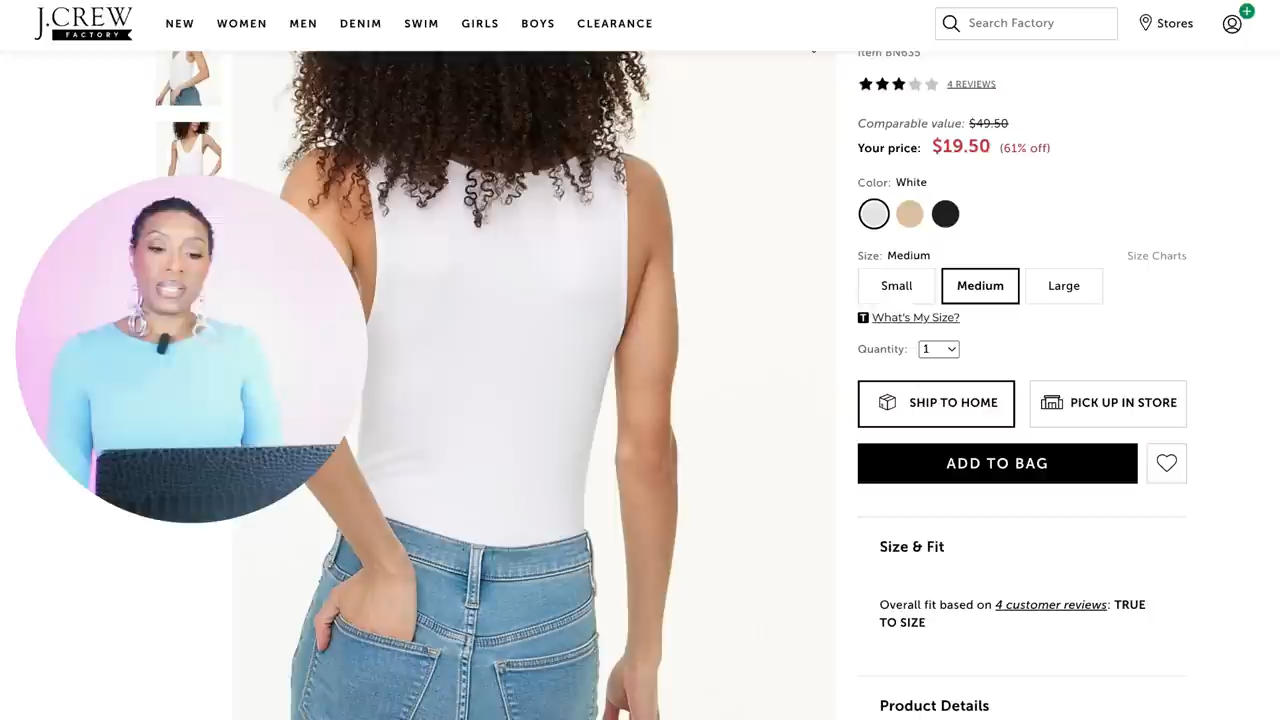 J.CREW
FACTORY
NEW WOMEN MEN DENIM SWIM GIRLS BOYS CLEARANCE
Search Factory
Stores
Item BN635
4 REVIEWS
Comparable value: $49.50
Your price: $19.50 (61% off)
Color: White
Size: Medium
Size Charts
Small Medium Large
T What's My Size?
Quantity: 1
SHIP TO HOME
PICK UP IN STORE
ADD TO BAG
Size & Fit
Overall fit based on 4 customer reviews: TRUE
TO SIZE
Product Details